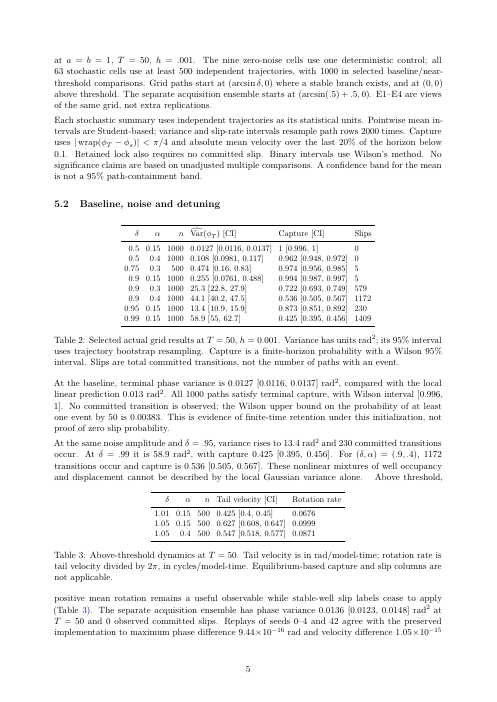 at a = b = 1, T = 50, h = .001. The nine zero-noise cells use one deterministic control; all
63 stochastic cells use at least 500 independent trajectories, with 1000 in selected baseline/near-
threshold comparisons. Grid paths start at (arcsin δ, 0) where a stable branch exists, and at (0, 0)
above threshold. The separate acquisition ensemble starts at (arcsin(.5) + .5, 0). E1–E4 are views
of the same grid, not extra replications.
Each stochastic summary uses independent trajectories as its statistical units. Pointwise mean in-
tervals are Student-based; variance and slip-rate intervals resample path rows 2000 times. Capture
uses | wrap(ϕT − ϕs)| < π/4 and absolute mean velocity over the last 20% of the horizon below
0.1. Retained lock also requires no committed slip. Binary intervals use Wilson's method. No
significance claims are based on unadjusted multiple comparisons. A confidence band for the mean
is not a 95% path-containment band.
5.2 Baseline, noise and detuning
δ α n V̂ar(ϕT) [CI] Capture [CI] Slips
0.5 0.15 1000 0.0127 [0.0116, 0.0137] 1 [0.996, 1] 0
0.5 0.4 1000 0.108 [0.0981, 0.117] 0.962 [0.948, 0.972] 0
0.75 0.3 500 0.474 [0.16, 0.83] 0.974 [0.956, 0.985] 5
0.9 0.15 1000 0.255 [0.0761, 0.488] 0.994 [0.987, 0.997] 5
0.9 0.3 1000 25.3 [22.8, 27.9] 0.722 [0.693, 0.749] 579
0.9 0.4 1000 44.1 [40.2, 47.5] 0.536 [0.505, 0.567] 1172
0.95 0.15 1000 13.4 [10.9, 15.9] 0.873 [0.851, 0.892] 230
0.99 0.15 1000 58.9 [55, 62.7] 0.425 [0.395, 0.456] 1409
Table 2: Selected actual grid results at T = 50, h = 0.001. Variance has units rad²; its 95% interval
uses trajectory bootstrap resampling. Capture is a finite-horizon probability with a Wilson 95%
interval. Slips are total committed transitions, not the number of paths with an event.
At the baseline, terminal phase variance is 0.0127 [0.0116, 0.0137] rad², compared with the local
linear prediction 0.013 rad². All 1000 paths satisfy terminal capture, with Wilson interval [0.996,
1]. No committed transition is observed; the Wilson upper bound on the probability of at least
one event by 50 is 0.00383. This is evidence of finite-time retention under this initialization, not
proof of zero slip probability.
At the same noise amplitude and δ = .95, variance rises to 13.4 rad² and 230 committed transitions
occur. At δ = .99 it is 58.9 rad², with capture 0.425 [0.395, 0.456]. For (δ, α) = (.9, .4), 1172
transitions occur and capture is 0.536 [0.505, 0.567]. These nonlinear mixtures of well occupancy
and displacement cannot be described by the local Gaussian variance alone. Above threshold,
δ α n Tail velocity [CI] Rotation rate
1.01 0.15 500 0.425 [0.4, 0.45] 0.0676
1.05 0.15 500 0.627 [0.608, 0.647] 0.0999
1.05 0.4 500 0.547 [0.518, 0.577] 0.0871
Table 3: Above-threshold dynamics at T = 50. Tail velocity is in rad/model-time; rotation rate is
tail velocity divided by 2π, in cycles/model-time. Equilibrium-based capture and slip columns are
not applicable.
positive mean rotation remains a useful observable while stable-well slip labels cease to apply
(Table 3). The separate acquisition ensemble has phase variance 0.0136 [0.0123, 0.0148] rad² at
T = 50 and 0 observed committed slips. Replays of seeds 0–4 and 42 agree with the preserved
implementation to maximum phase difference 9.44×10⁻¹⁶ rad and velocity difference 1.05×10⁻¹⁵
5